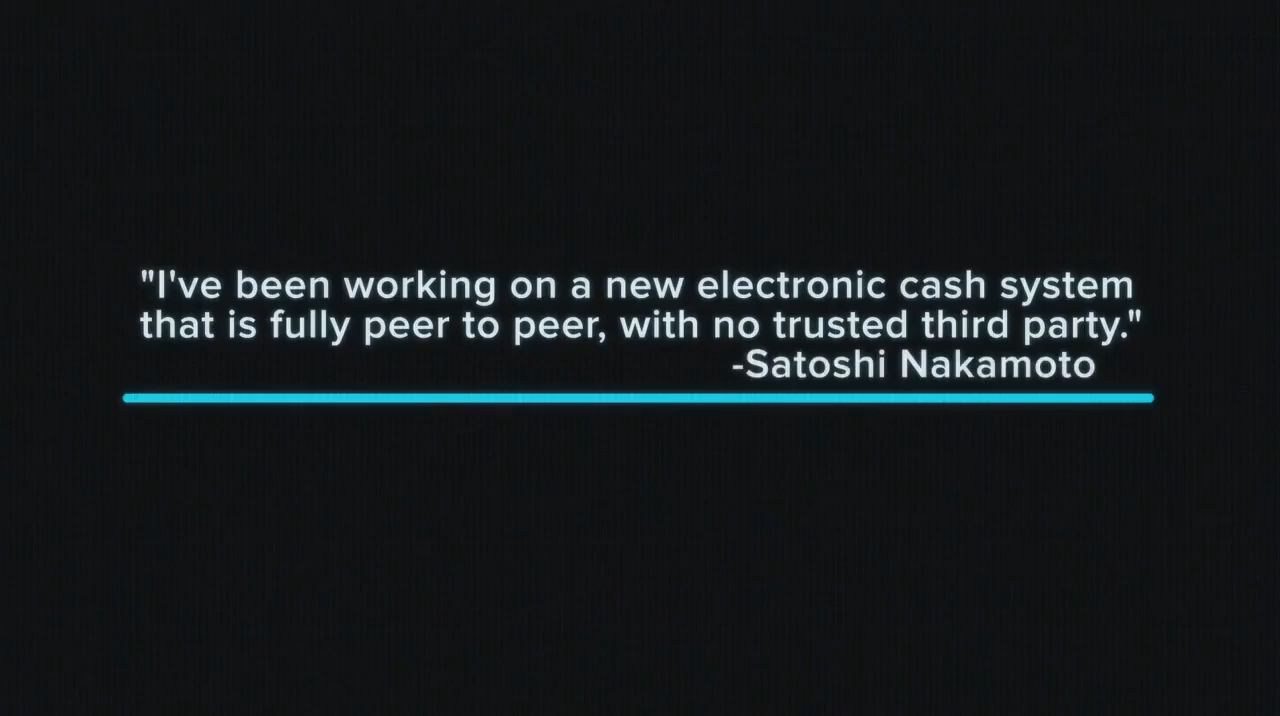 "I've been working on a new electronic cash system
that is fully peer to peer, with no trusted third party."
-Satoshi Nakamoto